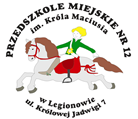 PRZEDSZKOLE MIEJSKIE NR 12
im. Króla Maciusia
w Legionowie
ul. Królowej Jadwigi 7